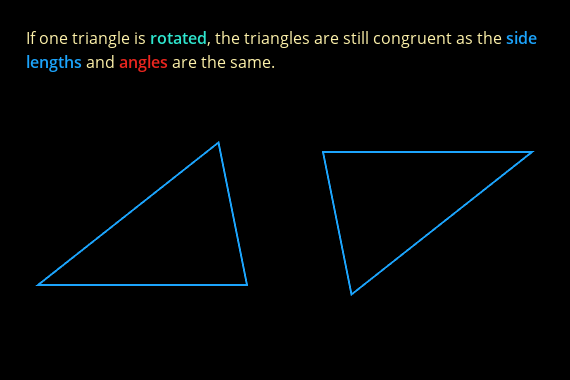 If one triangle is rotated, the triangles are still congruent as the side
lengths and angles are the same.